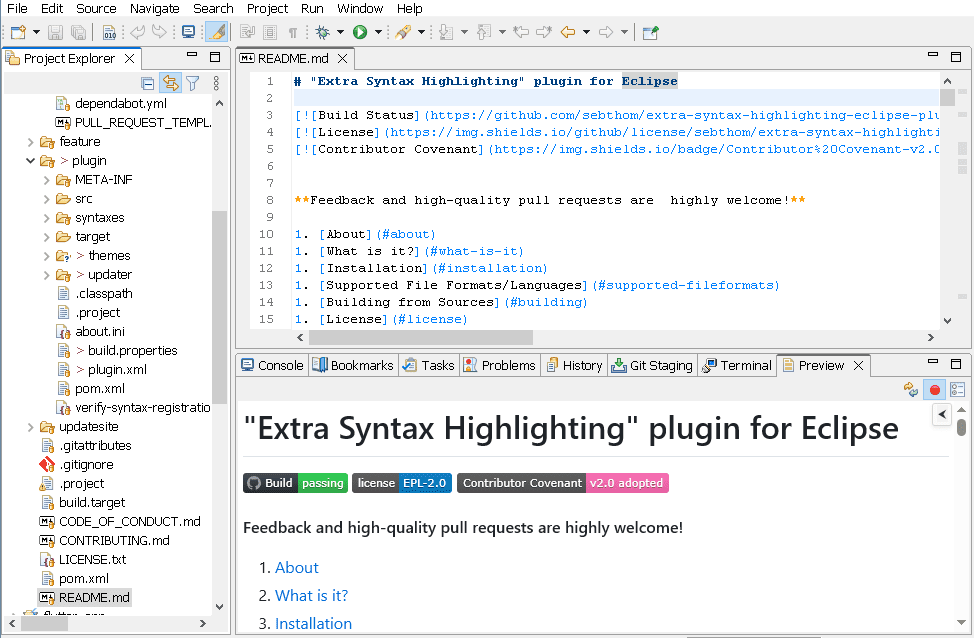 File Edit Source Navigate Search Project Run Window Help
Project Explorer
dependabot.yml
PULL_REQUEST_TEMPL.
feature
> plugin
META-INF
src
syntaxes
target
> themes
> updater
.classpath
.project
about.ini
> build.properties
> plugin.xml
pom.xml
verify-syntax-registratio
updatesite
.gitattributes
.gitignore
.project
build.target
CODE_OF_CONDUCT.md
CONTRIBUTING.md
LICENSE.txt
pom.xml
README.md
README.md
1 # "Extra Syntax Highlighting" plugin for Eclipse
2
3 [![Build Status](https://github.com/sebthom/extra-syntax-highlighting-eclipse-plu
4 [![License](https://img.shields.io/github/license/sebthom/extra-syntax-highlighti
5 [![Contributor Covenant](https://img.shields.io/badge/Contributor%20Covenant-v2.0
6
7
8 **Feedback and high-quality pull requests are  highly welcome!**
9
10 1. [About](#about)
11 1. [What is it?](#what-is-it)
12 1. [Installation](#installation)
13 1. [Supported File Formats/Languages](#supported-fileformats)
14 1. [Building from Sources](#building)
15 1. [License](#license)
Console Bookmarks Tasks Problems History Git Staging Terminal Preview
"Extra Syntax Highlighting" plugin for Eclipse
Build passing license EPL-2.0 Contributor Covenant v2.0 adopted
Feedback and high-quality pull requests are highly welcome!
1. About
2. What is it?
3. Installation